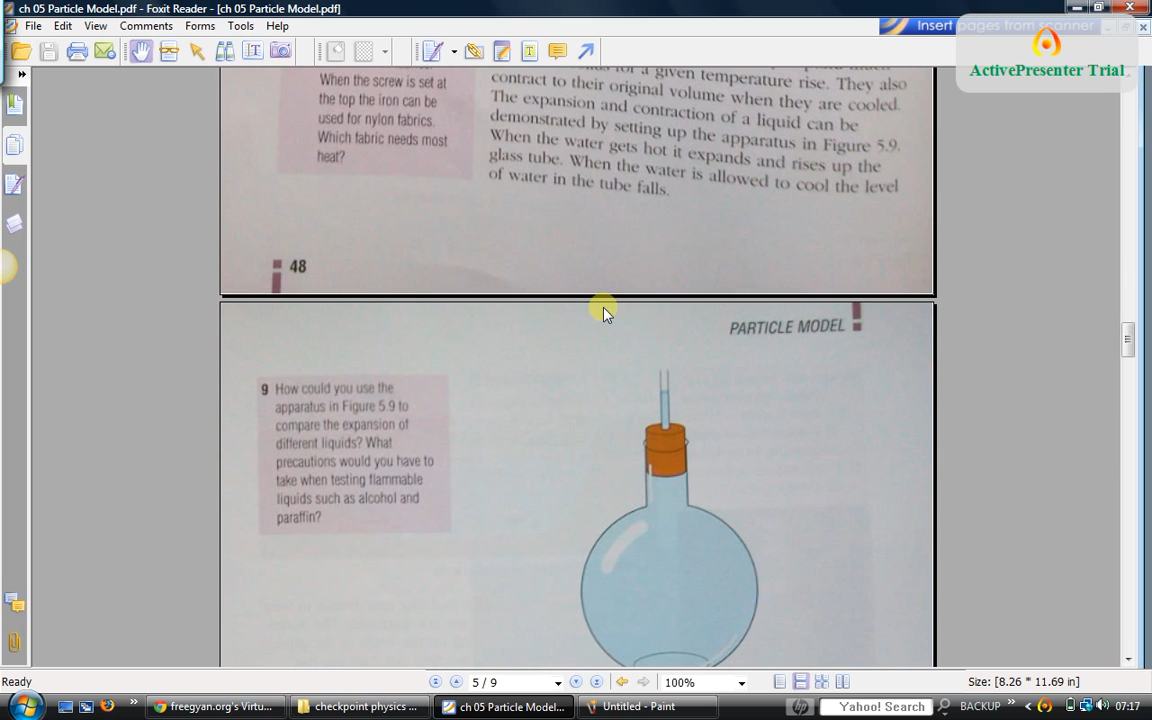 ch 05 Particle Model.pdf - Foxit Reader - [ch 05 Particle Model.pdf]
File Edit View Comments Forms Tools Help
Insert pages from scanner
ActivePresenter Trial
When the screw is set at
the top the iron can be
used for nylon fabrics.
Which fabric needs most
heat?
for a given temperature rise. They also
contract to their original volume when they are cooled.
The expansion and contraction of a liquid can be
demonstrated by setting up the apparatus in Figure 5.9.
When the water gets hot it expands and rises up the
glass tube. When the water is allowed to cool the level
of water in the tube falls.
48
PARTICLE MODEL
9 How could you use the
apparatus in Figure 5.9 to
compare the expansion of
different liquids? What
precautions would you have to
take when testing flammable
liquids such as alcohol and
paraffin?
Ready
5 / 9
100%
Size: [8.26 * 11.69 in]
freegyan.org's Virtu...
checkpoint physics ...
ch 05 Particle Model...
Untitled - Paint
hp
Yahoo! Search
BACKUP
07:17